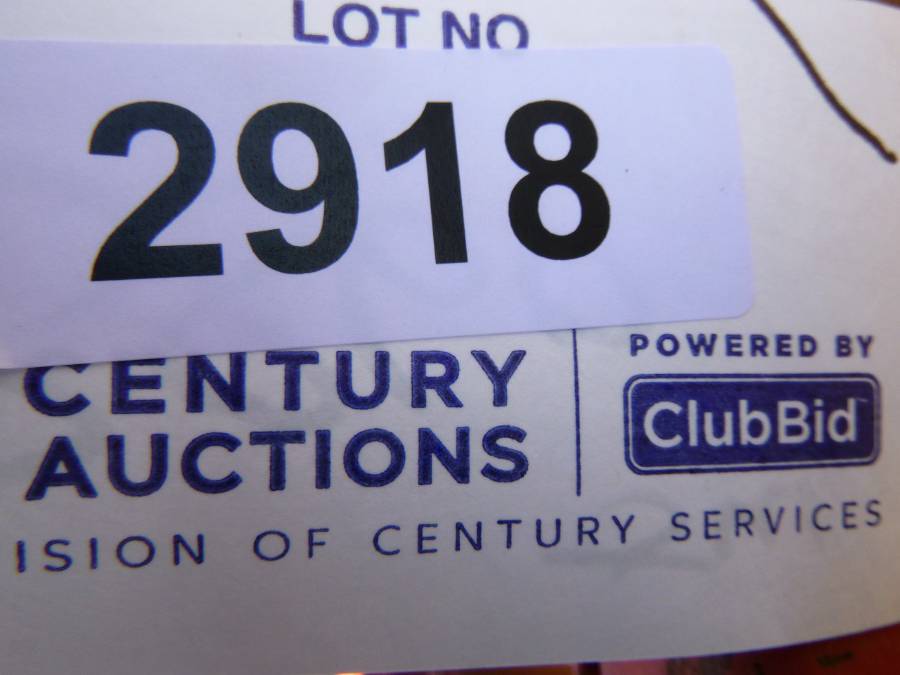 LOT NO
2918
CENTURY
AUCTIONS
POWERED BY
ClubBid
ISION OF CENTURY SERVICES